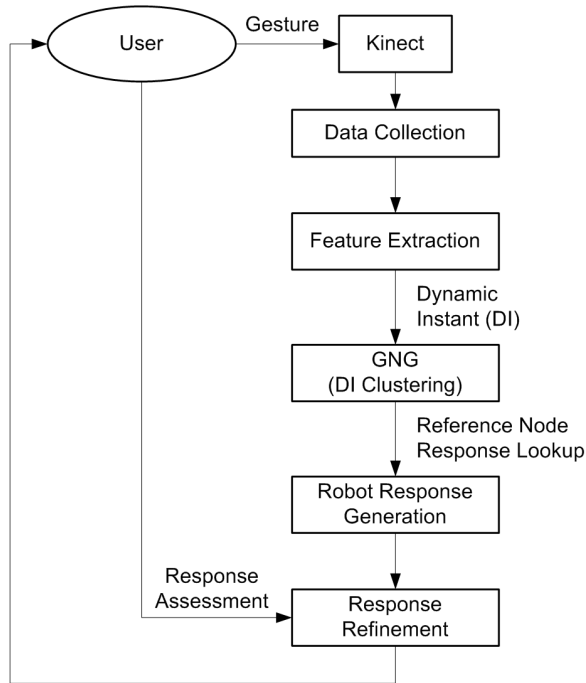 User
Gesture
Kinect
Data Collection
Feature Extraction
Dynamic
Instant (DI)
GNG
(DI Clustering)
Reference Node
Response Lookup
Robot Response
Generation
Response
Assessment
Response
Refinement